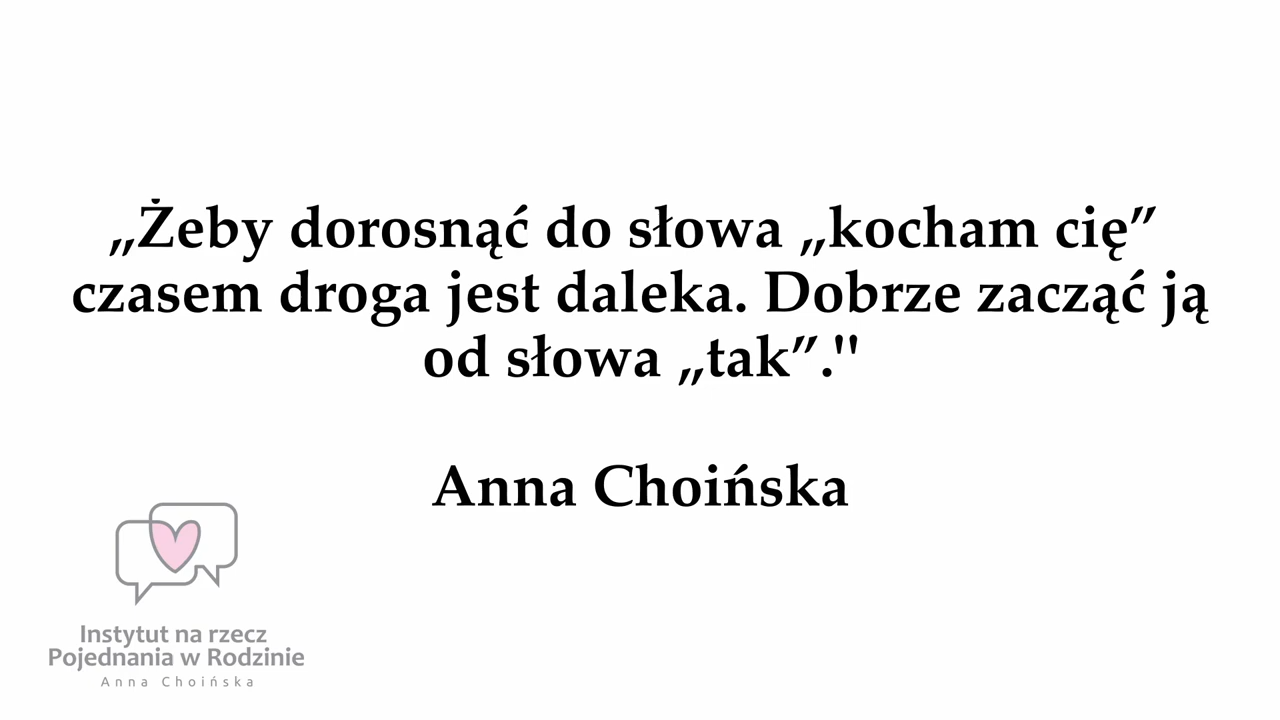 „Żeby dorosnąć do słowa „kocham cię”
czasem droga jest daleka. Dobrze zacząć ją
od słowa „tak”."
Anna Choińska
Instytut na rzecz
Pojednania w Rodzinie
Anna Choińska